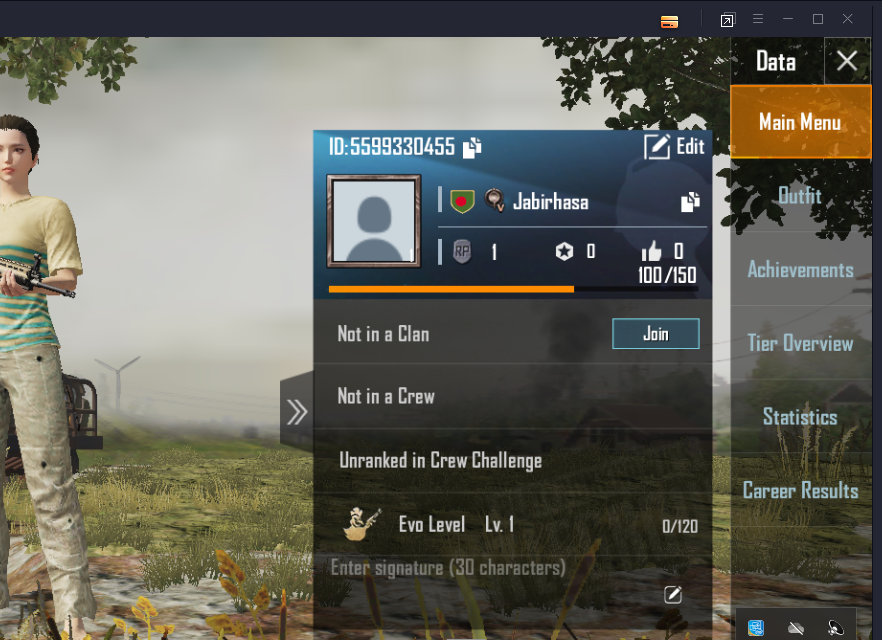 Data
Main Menu
ID:5599330455
Edit
Jabirhasa
RP 1 0 0
100/150
Outfit
Achievements
Tier Overview
Statistics
Career Results
Not in a Clan
Join
Not in a Crew
Unranked in Crew Challenge
Evo Level Lv. 1
0/120
Enter signature (30 characters)